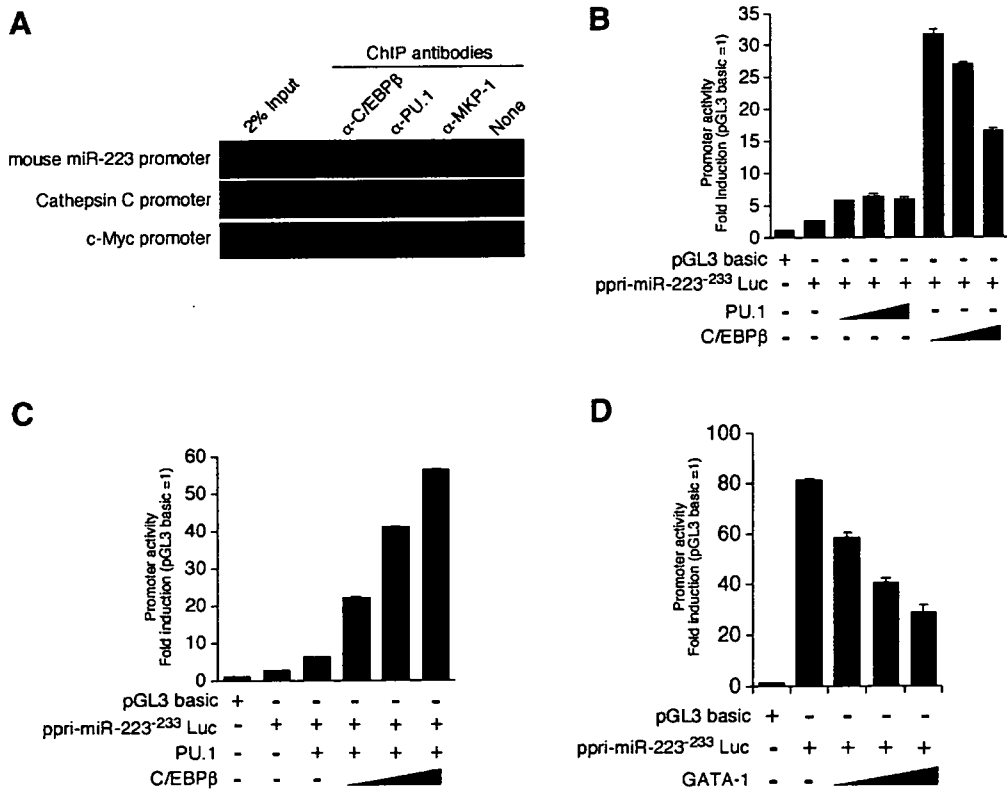 A
ChIP antibodies
2% Input
α-C/EBPβ
α-PU.1
α-MKP-1
None
mouse miR-223 promoter
Cathepsin C promoter
c-Myc promoter
B
Promoter activity
Fold Induction (pGL3 basic =1)
35
30
25
20
15
10
5
0
pGL3 basic + - - - - - - -
ppri-miR-223⁻²³³ Luc - + + + + + + +
PU.1 - - - - -
C/EBPβ - - - - -
C
Promoter activity
Fold induction (pGL3 basic =1)
60
50
40
30
20
10
0
pGL3 basic + - - - - -
ppri-miR-223⁻²³³ Luc - + + + + +
PU.1 - - + + + +
C/EBPβ - - -
D
Promoter activity
Fold induction (pGL3 basic =1)
100
80
60
40
20
0
pGL3 basic + - - - -
ppri-miR-223⁻²³³ Luc - + + + +
GATA-1 - -